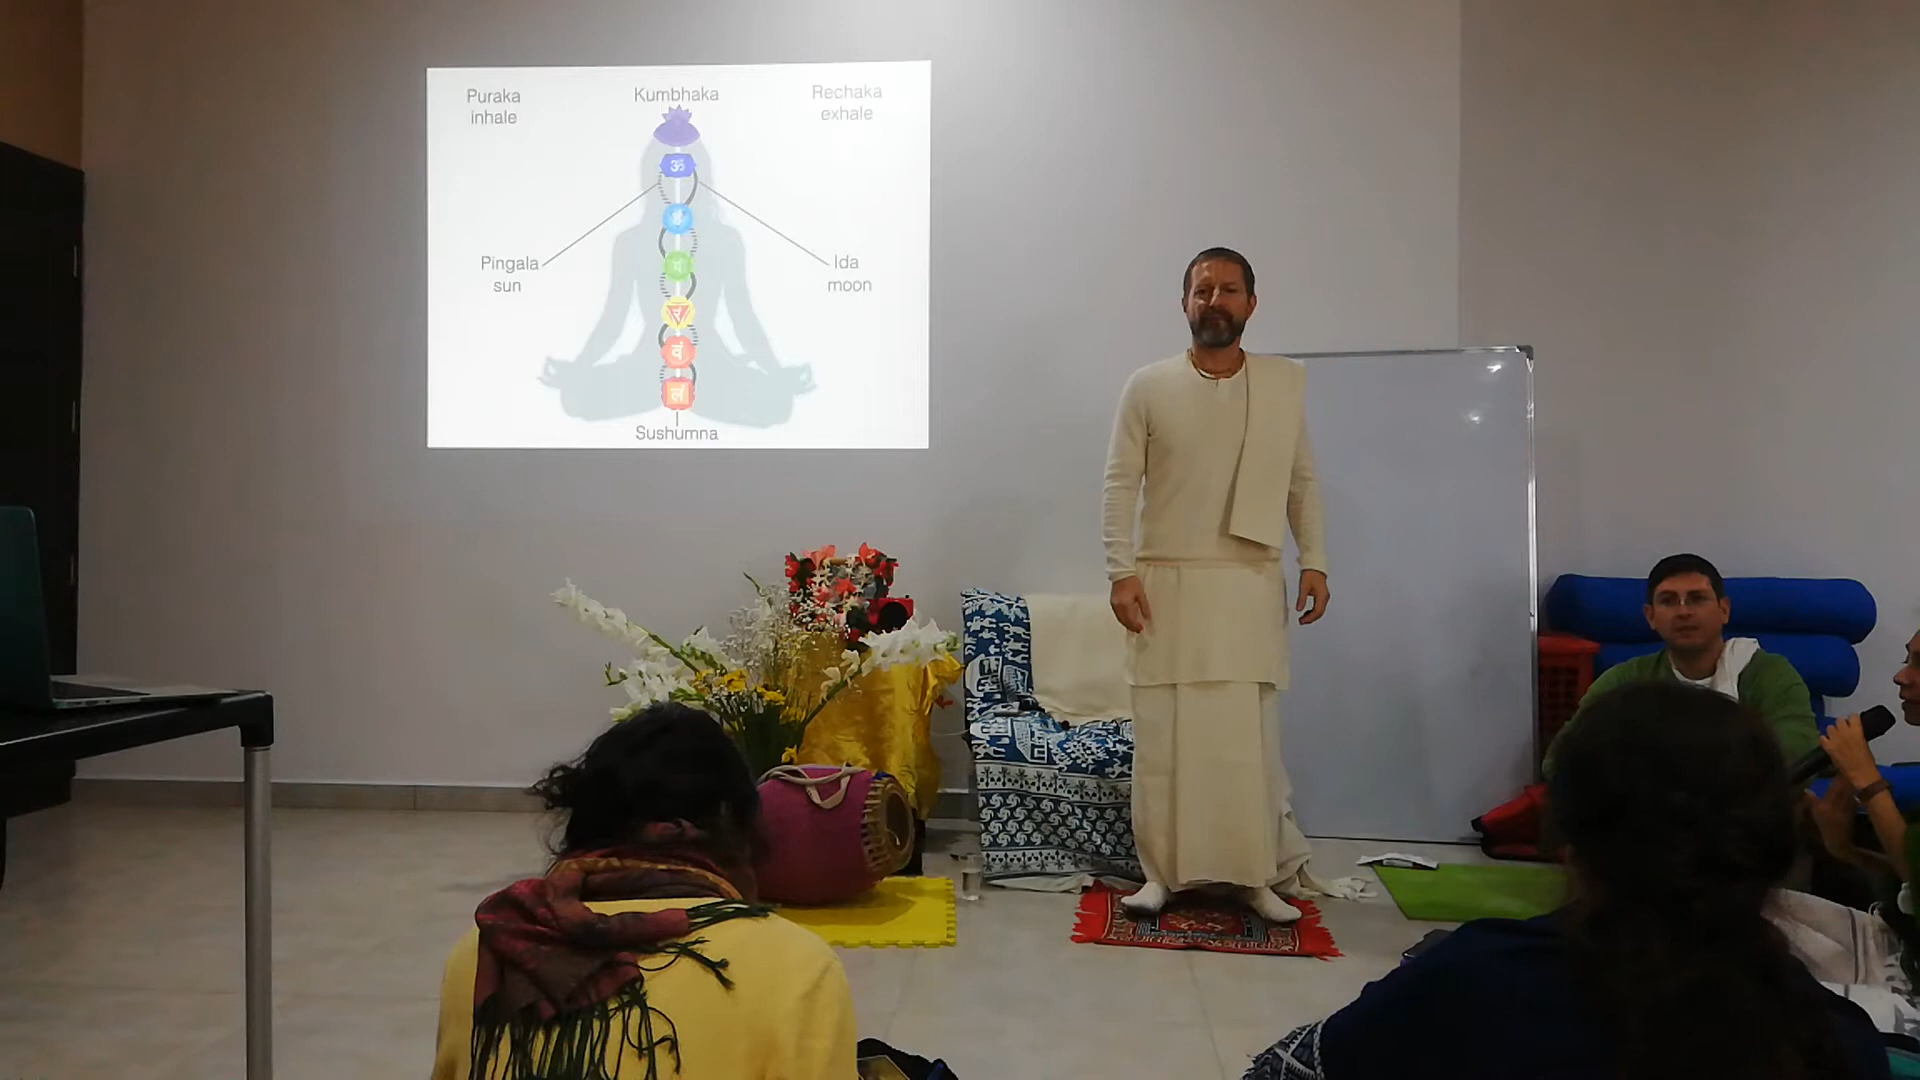 Puraka
inhale
Kumbhaka
Rechaka
exhale
ॐ
Pingala
sun
Ida
moon
यं
रं
वं
लं
Sushumna